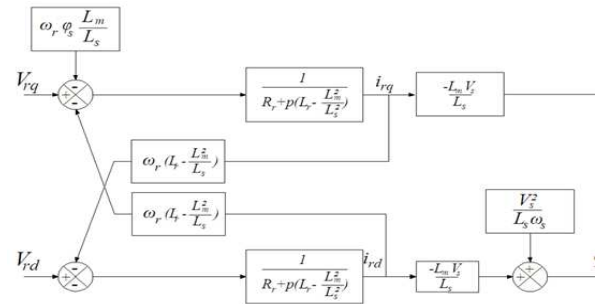 ω_r φ_s L_m/L_s
V_rq
1/(R_r+p(L_r-L_m^2/L_s^2))
i_rq
-L_m V_s/L_s
ω_r (L_r-L_m^2/L_s)
ω_r (L_r-L_m^2/L_s)
V_s^2/(L_s ω_s)
V_rd
1/(R_r+p(L_r-L_m^2/L_s^2))
i_rd
-L_m V_s/L_s